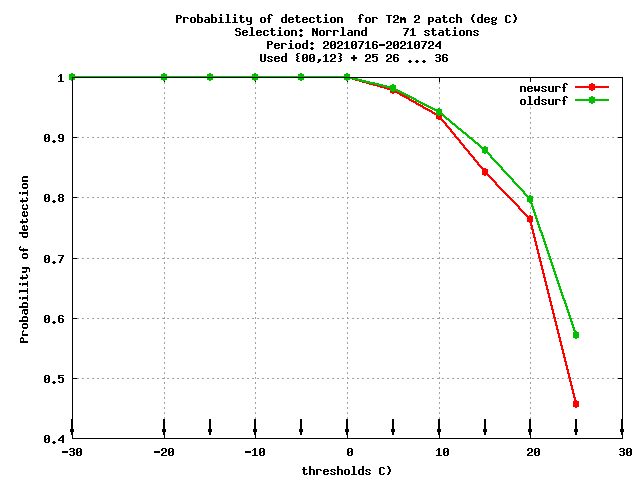 Probability of detection  for T2m 2 patch (deg C)
Selection: Norrland     71 stations
Period: 20210716-20210724
Used {00,12} + 25 26 ... 36
newsurf
oldsurf
Probability of detection
1
0.9
0.8
0.7
0.6
0.5
0.4
-30 -20 -10 0 10 20 30
thresholds C)